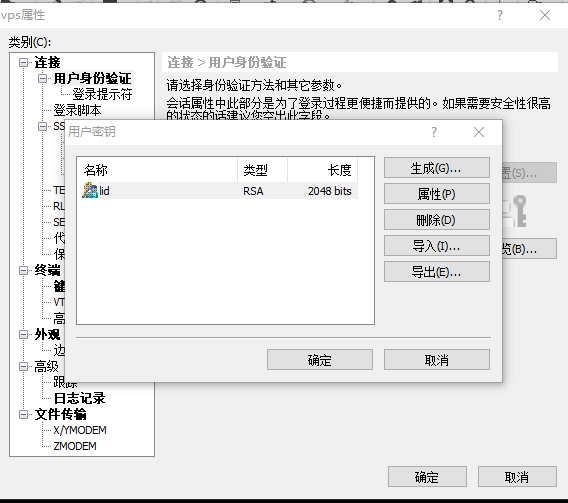 vps属性
类别(C):
连接
用户身份验证
登录提示符
登录脚本
SS
TE
RL
SE
代
保
终端
键
VT
高
外观
边
高级
跟踪
日志记录
文件传输
X/YMODEM
ZMODEM
连接 > 用户身份验证
请选择身份验证方法和其它参数。
会话属性中此部分是为了登录过程更便捷而提供的。如果需要安全性很高
的状态的话建议您空出此字段。
置(S)...
览(B)...
用户密钥
名称 类型 长度
lid RSA 2048 bits
生成(G)...
属性(P)
删除(D)
导入(I)...
导出(E)...
确定 取消
确定 取消